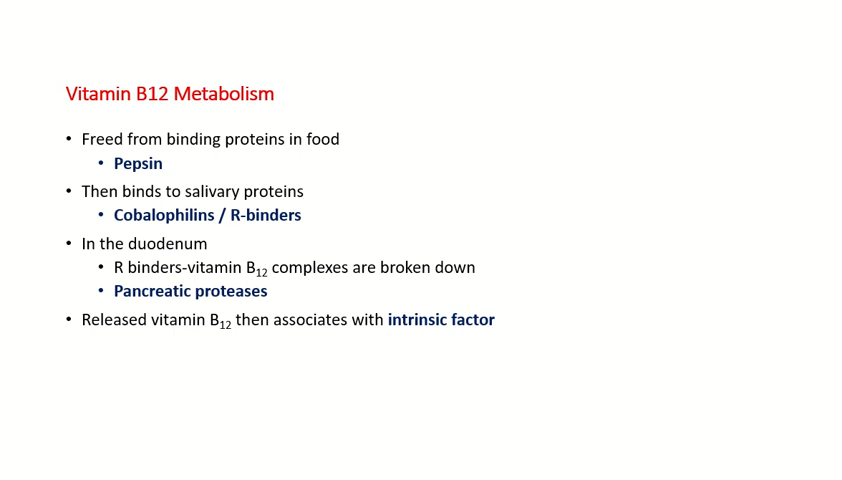 Vitamin B12 Metabolism
• Freed from binding proteins in food
• Pepsin
• Then binds to salivary proteins
• Cobalophilins / R-binders
• In the duodenum
• R binders-vitamin B12 complexes are broken down
• Pancreatic proteases
• Released vitamin B12 then associates with intrinsic factor